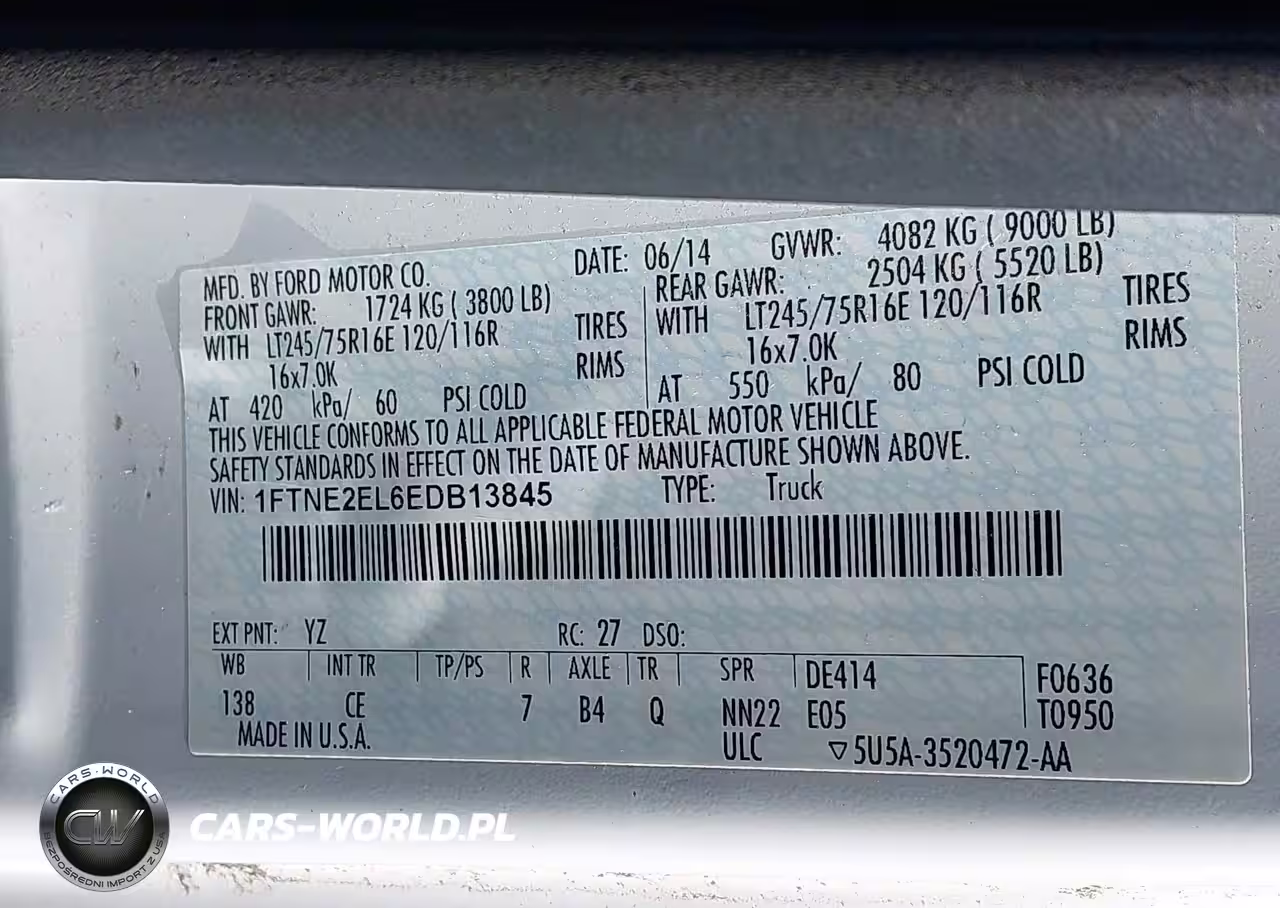 MFD. BY FORD MOTOR CO. DATE: 06/14 GVWR: 4082 KG ( 9000 LB)
FRONT GAWR: 1724 KG ( 3800 LB) REAR GAWR: 2504 KG ( 5520 LB)
WITH LT245/75R16E 120/116R TIRES WITH LT245/75R16E 120/116R TIRES
16x7.0K RIMS 16x7.0K RIMS
AT 420 kPa/ 60 PSI COLD AT 550 kPa/ 80 PSI COLD
THIS VEHICLE CONFORMS TO ALL APPLICABLE FEDERAL MOTOR VEHICLE
SAFETY STANDARDS IN EFFECT ON THE DATE OF MANUFACTURE SHOWN ABOVE.
VIN: 1FTNE2EL6EDB13845 TYPE: Truck
EXT PNT: YZ RC: 27 DSO:
WB INT TR TP/PS R AXLE TR SPR DE414 F0636
138 CE 7 B4 Q NN22 E05 T0950
MADE IN U.S.A. ULC ▽5U5A-3520472-AA
CARS-WORLD
CW
BEZPOŚREDNI IMPORT Z USA
CARS-WORLD.PL